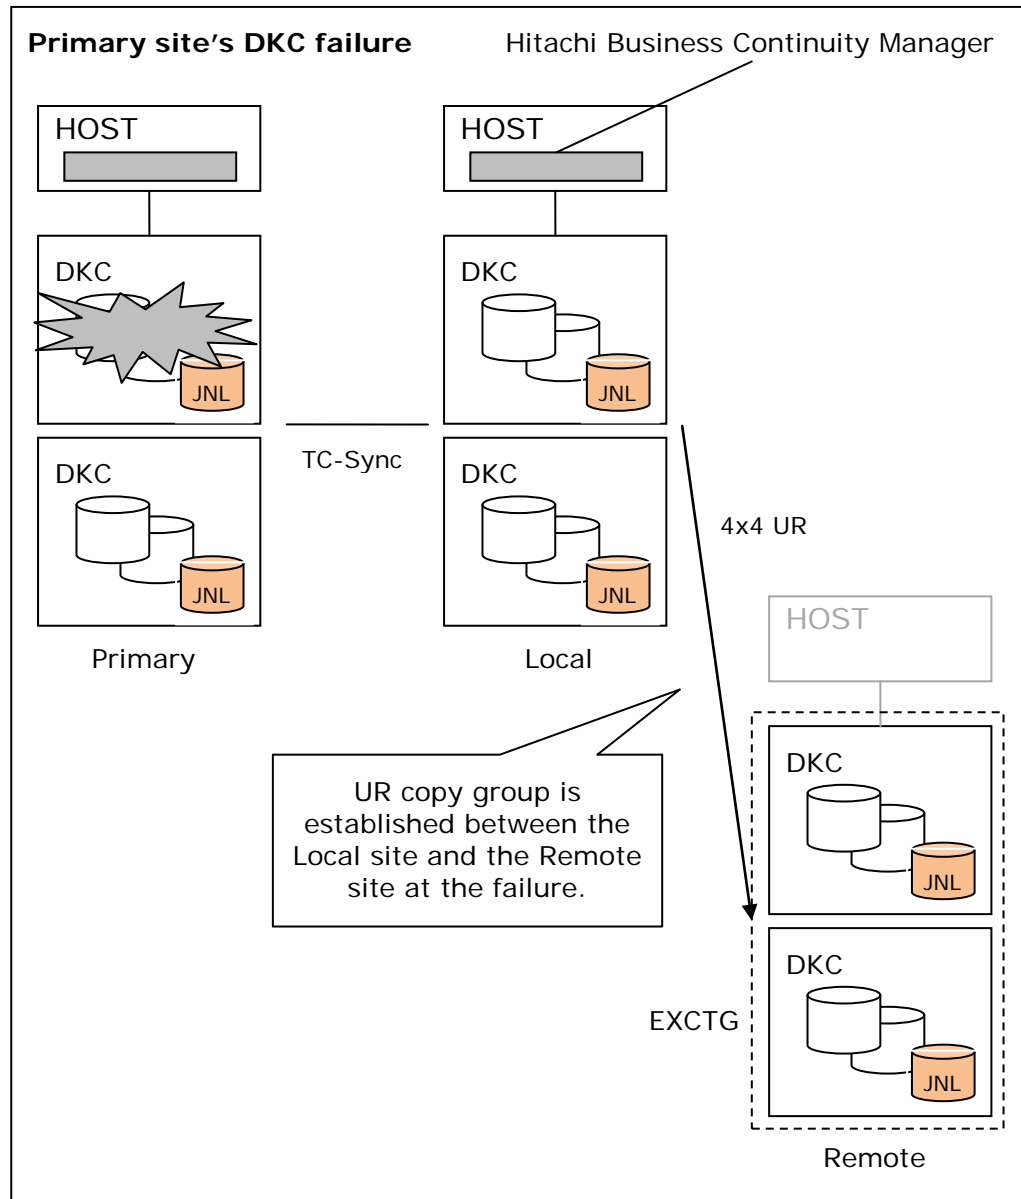 Primary site's DKC failure
Hitachi Business Continuity Manager
HOST
HOST
DKC
JNL
DKC
JNL
TC-Sync
DKC
JNL
DKC
JNL
4x4 UR
Primary
Local
HOST
UR copy group is
established between the
Local site and the Remote
site at the failure.
DKC
JNL
EXCTG
DKC
JNL
Remote